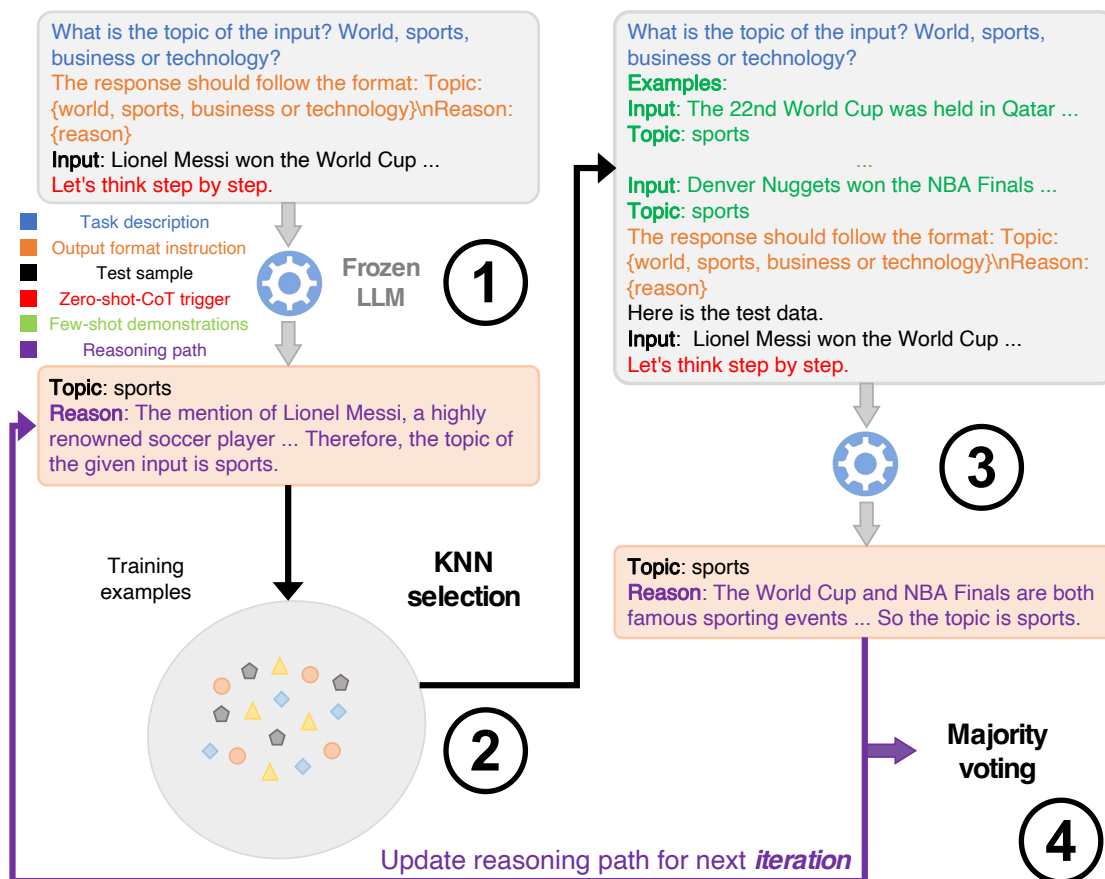 What is the topic of the input? World, sports,
business or technology?
The response should follow the format: Topic:
{world, sports, business or technology}\nReason:
{reason}
Input: Lionel Messi won the World Cup ...
Let's think step by step.
Task description
Output format instruction
Test sample
Zero-shot-CoT trigger
Few-shot demonstrations
Reasoning path
Frozen
LLM
1
Topic: sports
Reason: The mention of Lionel Messi, a highly
renowned soccer player ... Therefore, the topic of
the given input is sports.
Training
examples
KNN
selection
2
What is the topic of the input? World, sports,
business or technology?
Examples:
Input: The 22nd World Cup was held in Qatar ...
Topic: sports
...
Input: Denver Nuggets won the NBA Finals ...
Topic: sports
The response should follow the format: Topic:
{world, sports, business or technology}\nReason:
{reason}
Here is the test data.
Input: Lionel Messi won the World Cup ...
Let's think step by step.
3
Topic: sports
Reason: The World Cup and NBA Finals are both
famous sporting events ... So the topic is sports.
Majority
voting
4
Update reasoning path for next iteration